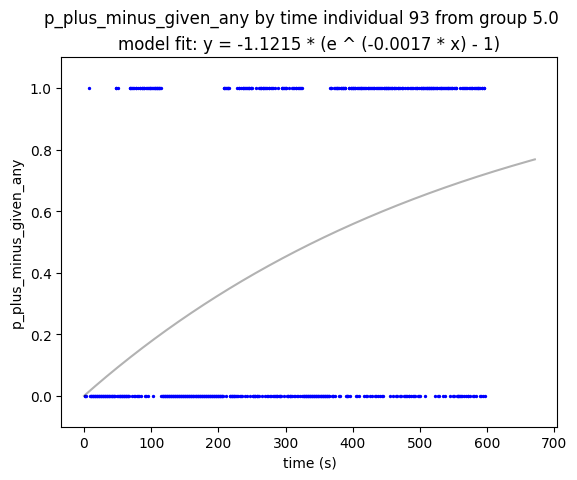 p_plus_minus_given_any by time individual 93 from group 5.0
model fit: y = -1.1215 * (e ^ (-0.0017 * x) - 1)
p_plus_minus_given_any
1.0
0.8
0.6
0.4
0.2
0.0
0 100 200 300 400 500 600 700
time (s)